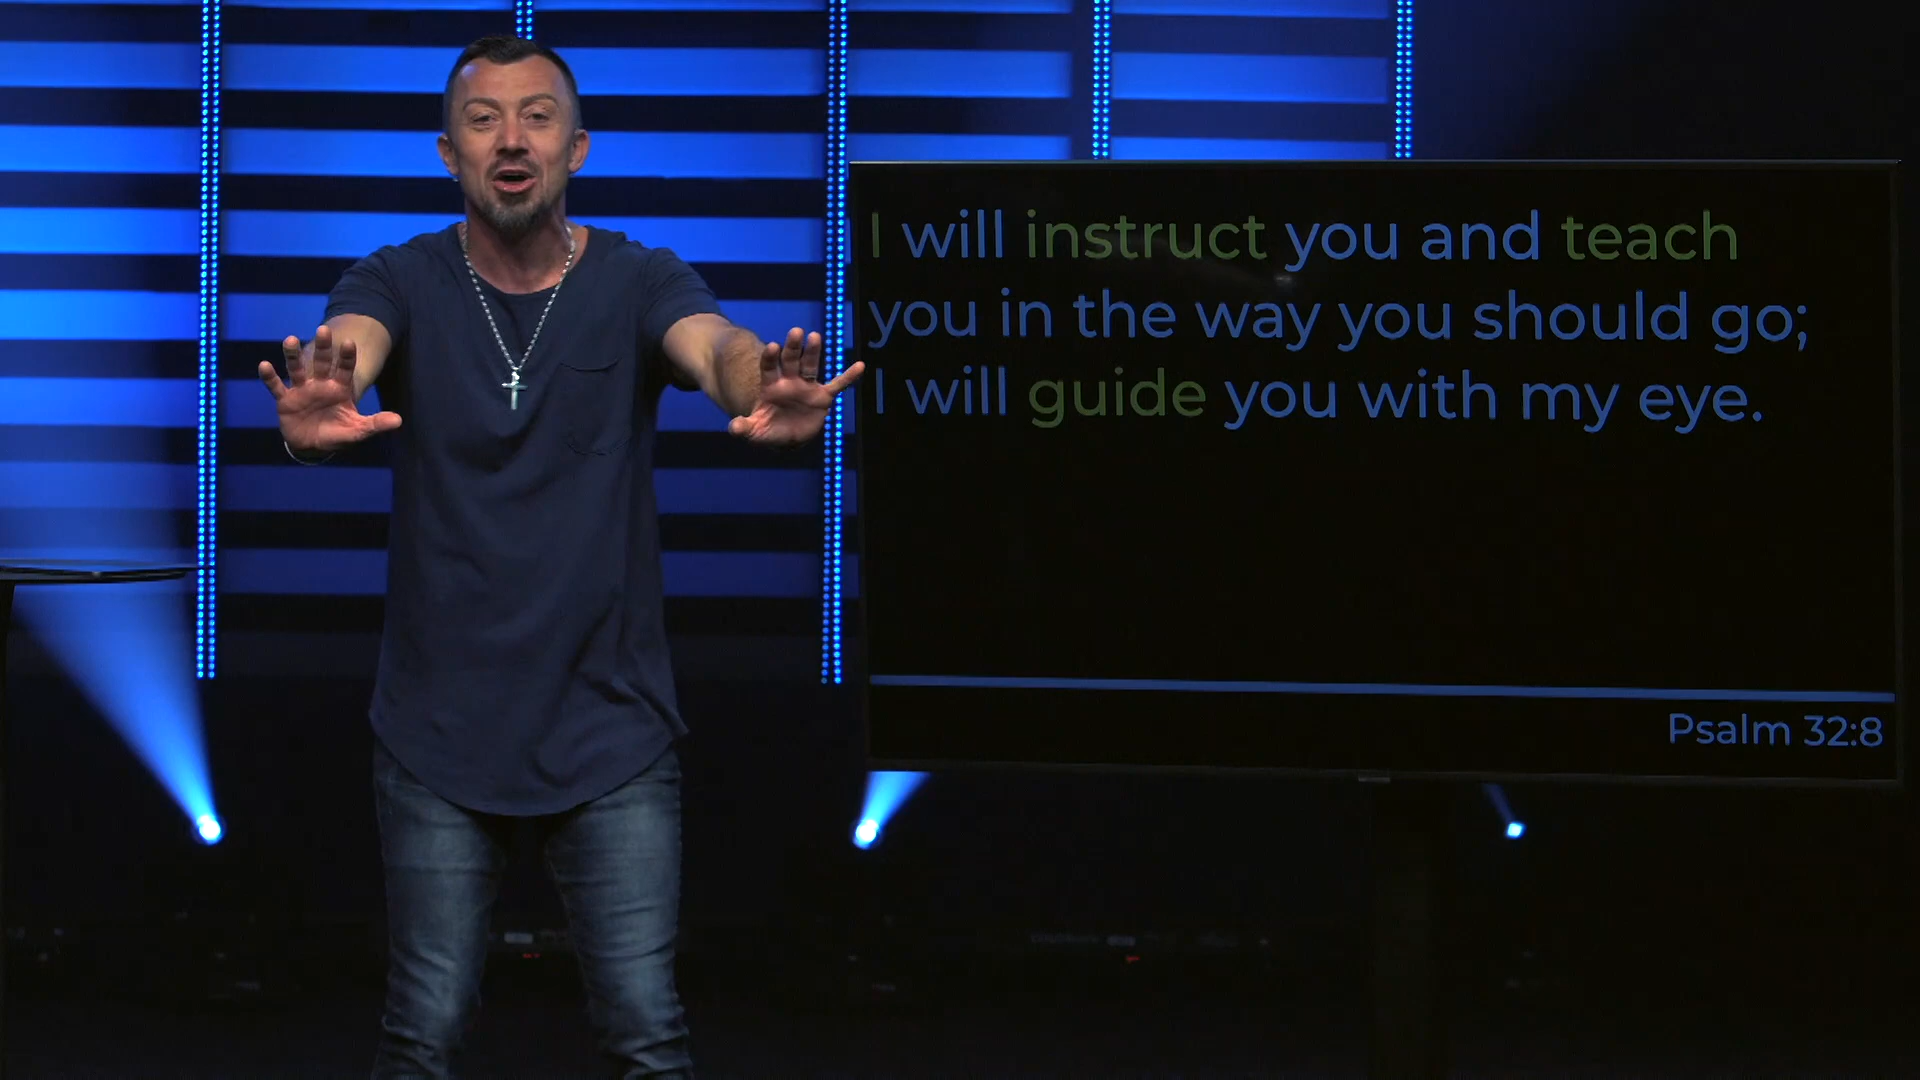 I will instruct you and teach
you in the way you should go;
I will guide you with my eye.
Psalm 32:8